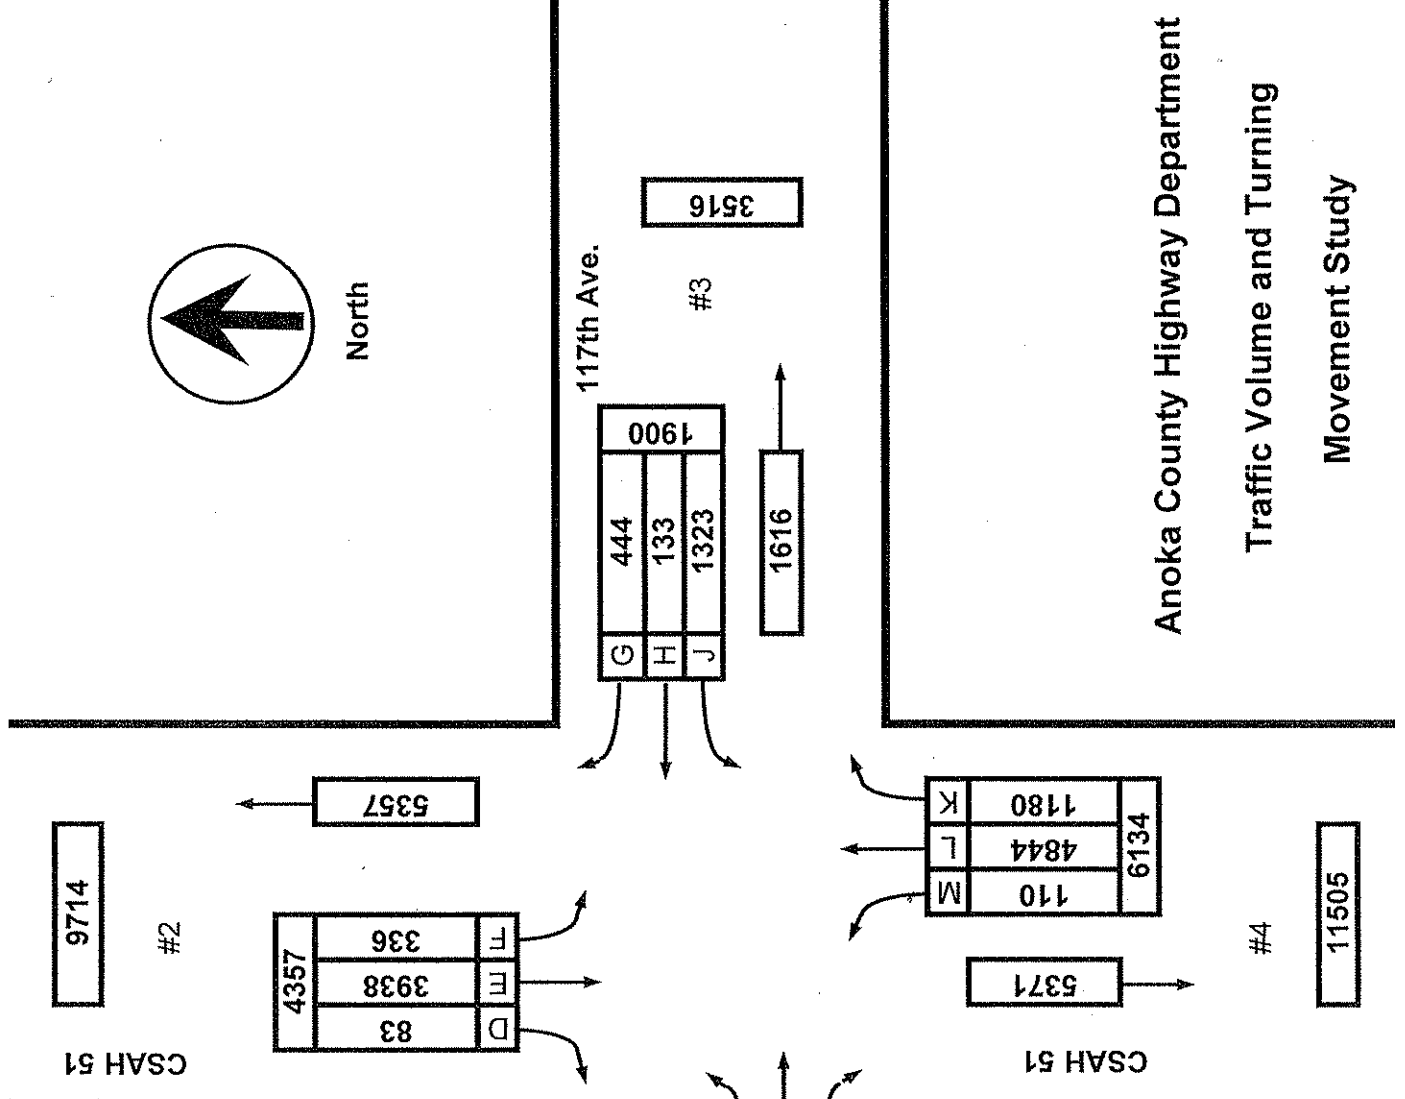 CSAH 51
9714
#2
4357
D 83
E 3938
F 336
5357
North
117th Ave.
#3
3516
G 444
H 133
J 1323
1900
1616
K 1180
L 4844
M 110
6134
5371
#4
11505
CSAH 51
Anoka County Highway Department
Traffic Volume and Turning
Movement Study